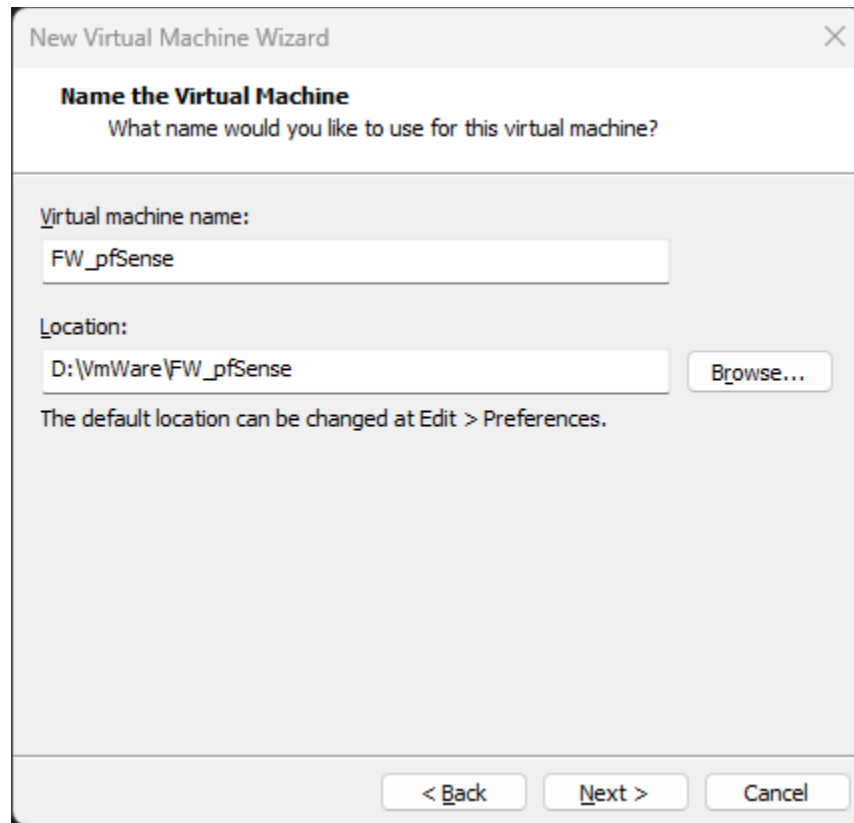 New Virtual Machine Wizard
Name the Virtual Machine
What name would you like to use for this virtual machine?
Virtual machine name:
FW_pfSense
Location:
D:\VmWare\FW_pfSense
Browse...
The default location can be changed at Edit > Preferences.
< Back
Next >
Cancel